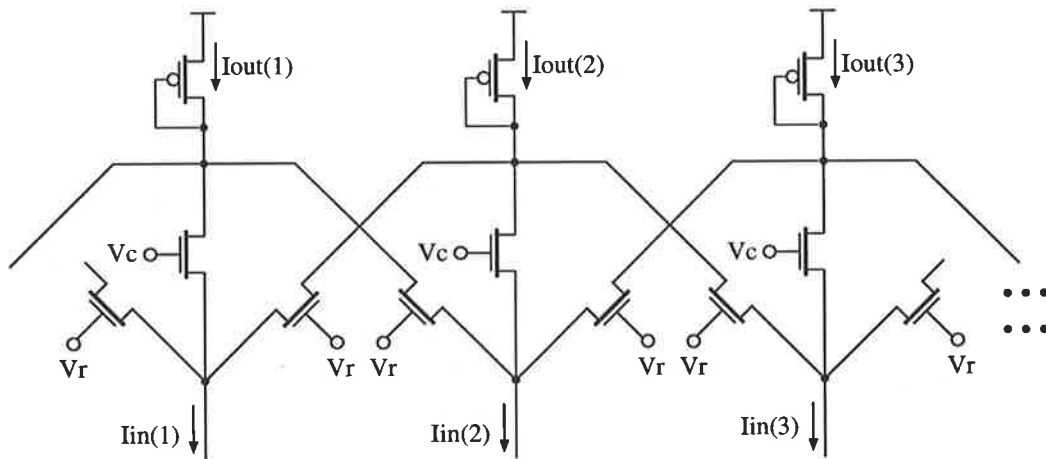 Iout(1)
Iout(2)
Iout(3)
Vc
Vc
Vc
Vr
Vr
Vr
Vr
Vr
Vr
Iin(1)
Iin(2)
Iin(3)